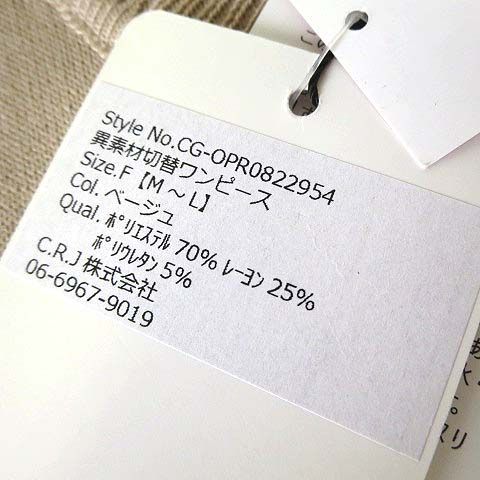 Style No.CG-OPR0822954
異素材切替ワンピース
Size.F【M ~ L】
Col. ベージュ
Qual. ﾎﾟﾘｴｽﾃﾙ 70% ﾚｰﾖﾝ 25%
ﾎﾟﾘｳﾚﾀﾝ 5%
C.R.J 株式会社
06-6967-9019